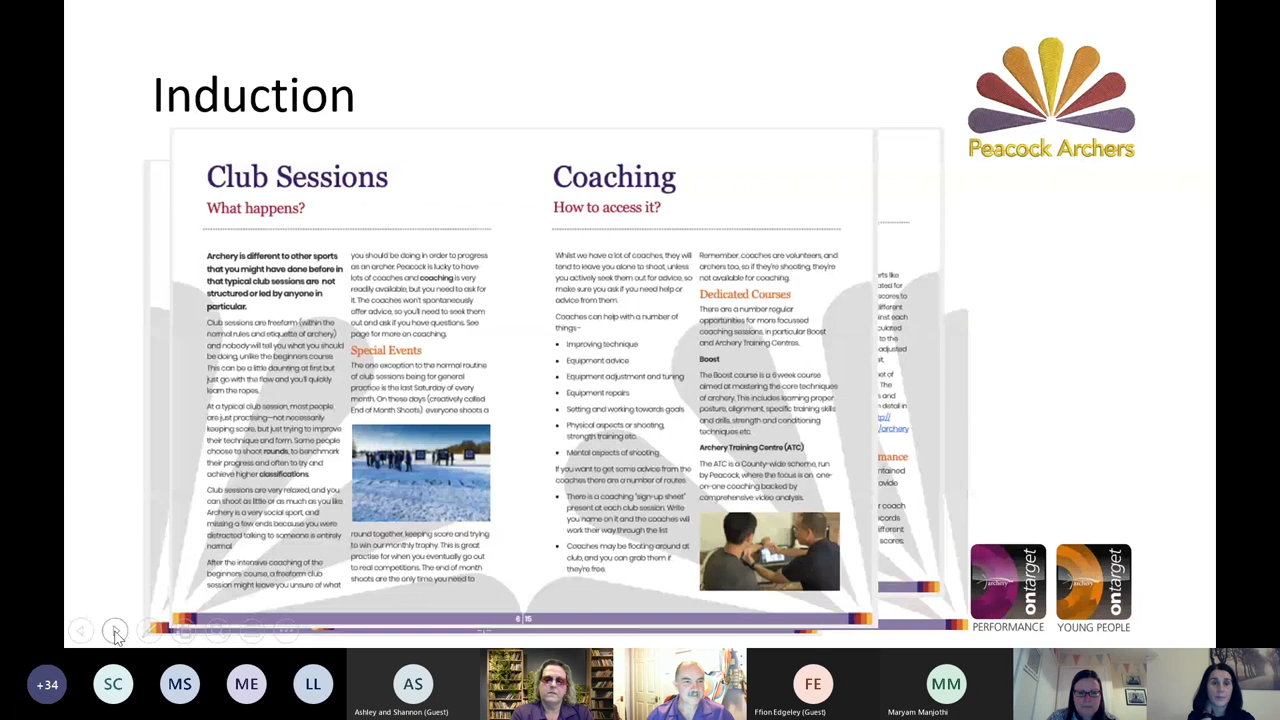 Induction
Peacock Archers
Club Sessions
What happens?
Archery is different to other sports
that you might have done before in
that typical club sessions are not
structured or led by anyone in
particular.
Club sessions are freeform (within the
normal rules and etiquette of archery)
and nobody will tell you what you should
be doing, unlike the beginners course.
This can be a little daunting at first but
just go with the flow and you'll quickly
learn the ropes.
At a typical club session, most people
are just practising—not necessarily
keeping score, but just trying to improve
their technique and form. Some people
choose to shoot rounds, to benchmark
their progress and often to try and
achieve higher classifications.
Club sessions are very relaxed, and you
can shoot as little or as much as you like.
Archery is a very social sport, and
missing a few ends because you were
distracted talking to someone is entirely
normal.
After the intensive coaching of the
beginners' course, a freeform club
session might leave you unsure of what
you should be doing in order to progress
as an archer. Peacock is lucky to have
lots of coaches and coaching is very
readily available, but you need to ask for
it. The coaches won't spontaneously
offer advice, so you'll need to seek them
out and ask if you have questions. See
page for more on coaching.
Special Events
The one exception to the normal routine
of club sessions being for general
practice is the last Saturday of every
month. On these days (creatively called
End of Month Shoots) everyone shoots a
round together, keeping score and trying
to win our monthly trophy. This is great
practise for when you eventually go out
to real competitions. The end of month
shoots are the only time you need to
Coaching
How to access it?
Whilst we have a lot of coaches, they will
tend to leave you alone to shoot, unless
you actively seek them out for advice, so
make sure you ask if you need help or
advice from them.
Coaches can help with a number of
things–
• Improving technique
• Equipment advice
• Equipment adjustment and tuning
• Equipment repairs
• Setting and working towards goals
• Physical aspects or shooting,
strength training etc.
• Mental aspects of shooting
If you want to get some advice from the
coaches there are a number of routes
• There is a coaching "sign-up sheet"
present at each club session. Write
you name on it and the coaches will
work their way through the list
• Coaches may be floating around at
club, and you can grab them if
they're free.
Remember, coaches are volunteers, and
archers too, so if they're shooting, they're
not available for coaching.
Dedicated Courses
There are a number regular
opportunities for more focussed
coaching sessions, in particular Boost
and Archery Training Centres.
Boost
The Boost course is a 6 week course
aimed at mastering the core techniques
of archery. This includes learning proper
posture, alignment, specific training skills
and drills, strength and conditioning
techniques etc.
Archery Training Centre (ATC)
The ATC is a County-wide scheme, run
by Peacock, where the focus is on one-
on-one coaching backed by
comprehensive video analysis.
6 | 15
archery
ontarget
PERFORMANCE
archery
ontarget
YOUNG PEOPLE
+34
SC
MS
ME
LL
AS
Ashley and Shannon (Guest)
FE
Ffion Edgeley (Guest)
MM
Maryam Manjothi